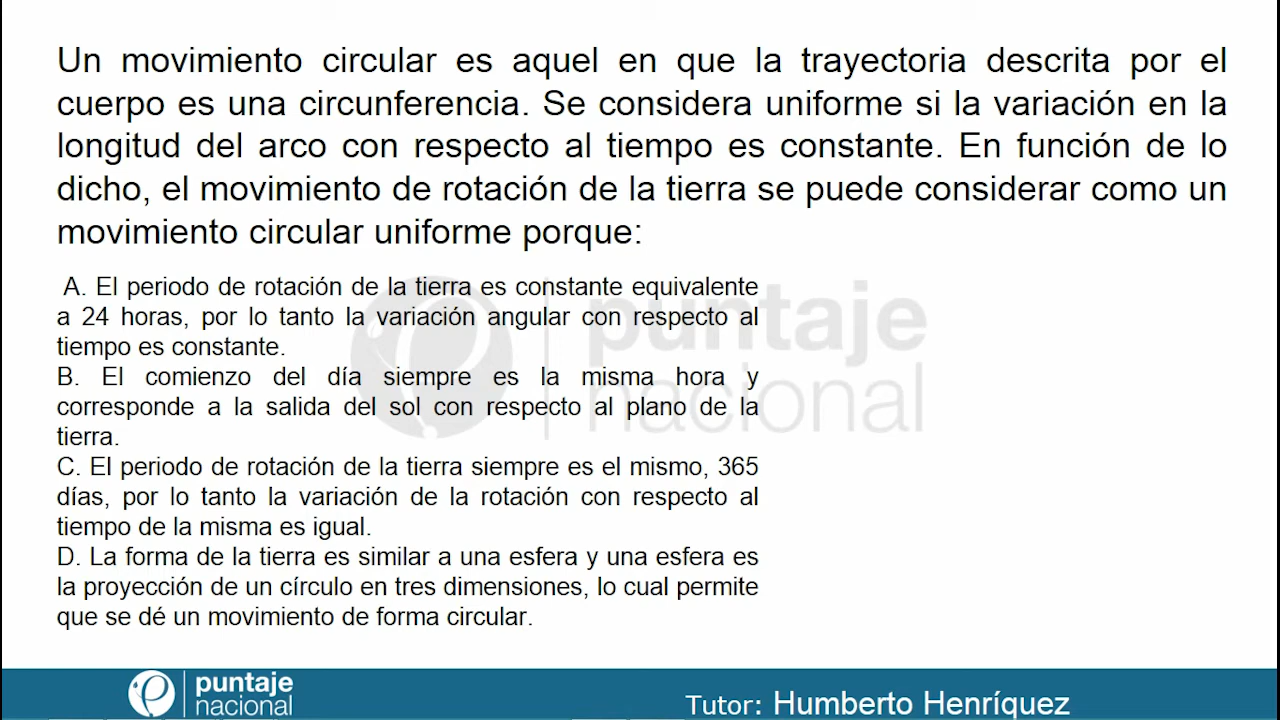 Un movimiento circular es aquel en que la trayectoria descrita por el
cuerpo es una circunferencia. Se considera uniforme si la variación en la
longitud del arco con respecto al tiempo es constante. En función de lo
dicho, el movimiento de rotación de la tierra se puede considerar como un
movimiento circular uniforme porque:
A. El periodo de rotación de la tierra es constante equivalente
a 24 horas, por lo tanto la variación angular con respecto al
tiempo es constante.
B. El comienzo del día siempre es la misma hora y
corresponde a la salida del sol con respecto al plano de la
tierra.
C. El periodo de rotación de la tierra siempre es el mismo, 365
días, por lo tanto la variación de la rotación con respecto al
tiempo de la misma es igual.
D. La forma de la tierra es similar a una esfera y una esfera es
la proyección de un círculo en tres dimensiones, lo cual permite
que se dé un movimiento de forma circular.
puntaje
nacional
puntaje
nacional
Tutor: Humberto Henríquez